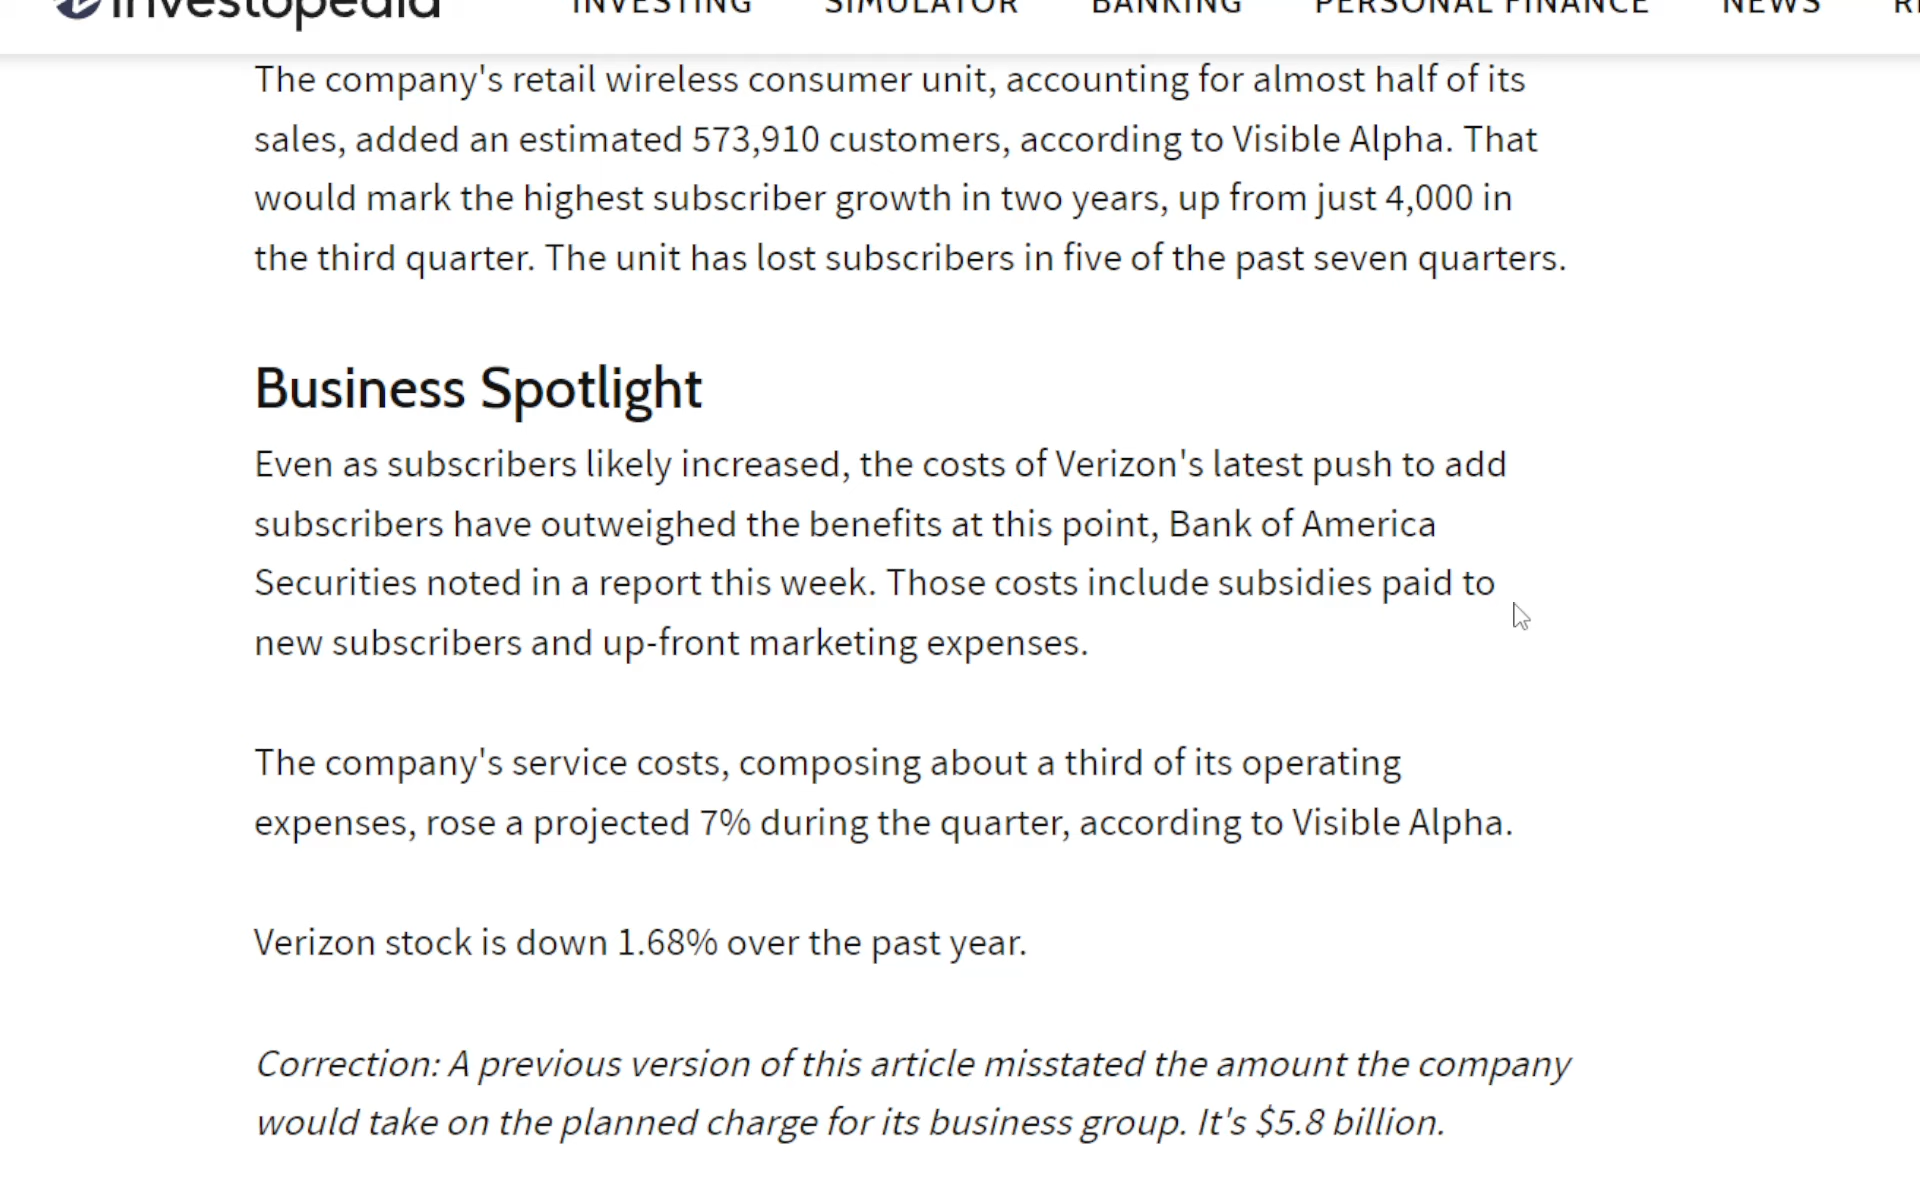 Investopedia
INVESTING SIMULATOR BANKING PERSONAL FINANCE NEWS
The company's retail wireless consumer unit, accounting for almost half of its
sales, added an estimated 573,910 customers, according to Visible Alpha. That
would mark the highest subscriber growth in two years, up from just 4,000 in
the third quarter. The unit has lost subscribers in five of the past seven quarters.
Business Spotlight
Even as subscribers likely increased, the costs of Verizon's latest push to add
subscribers have outweighed the benefits at this point, Bank of America
Securities noted in a report this week. Those costs include subsidies paid to
new subscribers and up-front marketing expenses.
The company's service costs, composing about a third of its operating
expenses, rose a projected 7% during the quarter, according to Visible Alpha.
Verizon stock is down 1.68% over the past year.
Correction: A previous version of this article misstated the amount the company
would take on the planned charge for its business group. It's $5.8 billion.